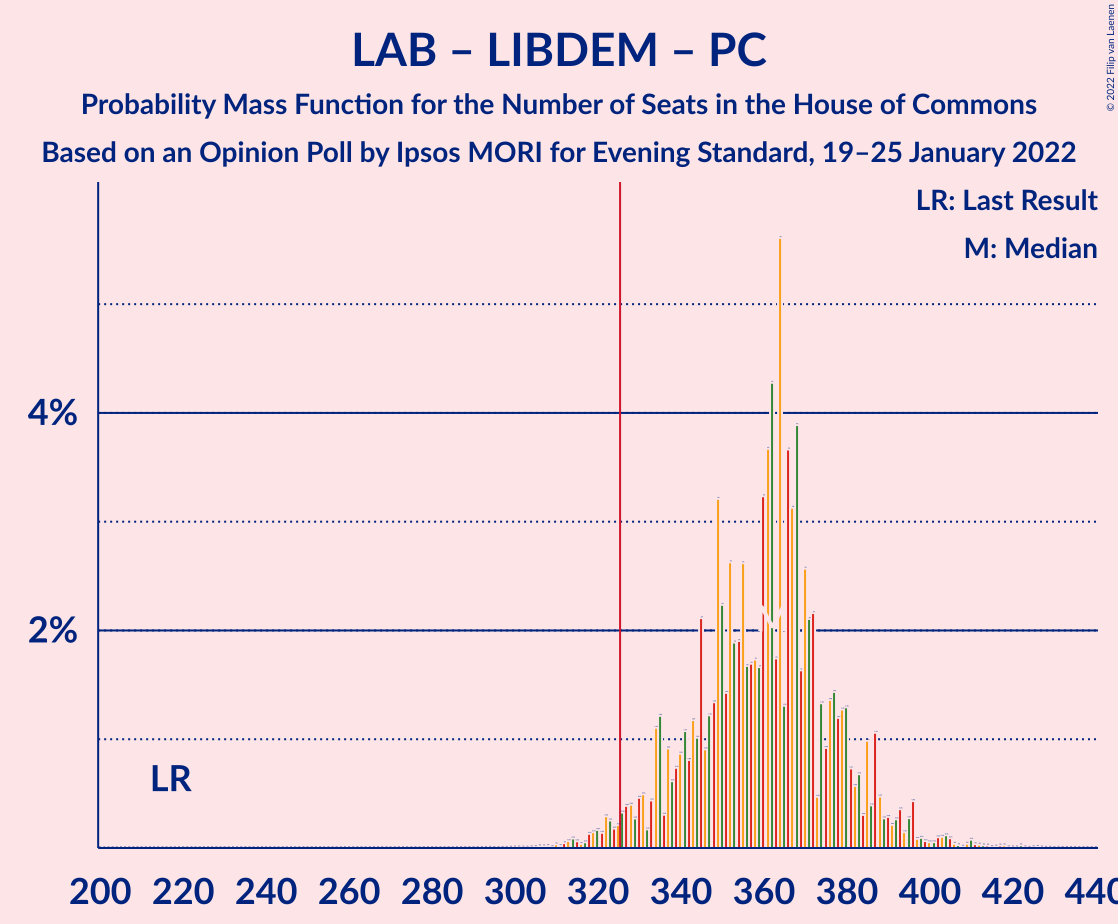 LAB – LIBDEM – PC
Probability Mass Function for the Number of Seats in the House of Commons
Based on an Opinion Poll by Ipsos MORI for Evening Standard, 19–25 January 2022
© 2022 Filip van Laenen
LR: Last Result
M: Median
4%
2%
LR
M
200 220 240 260 280 300 320 340 360 380 400 420 440